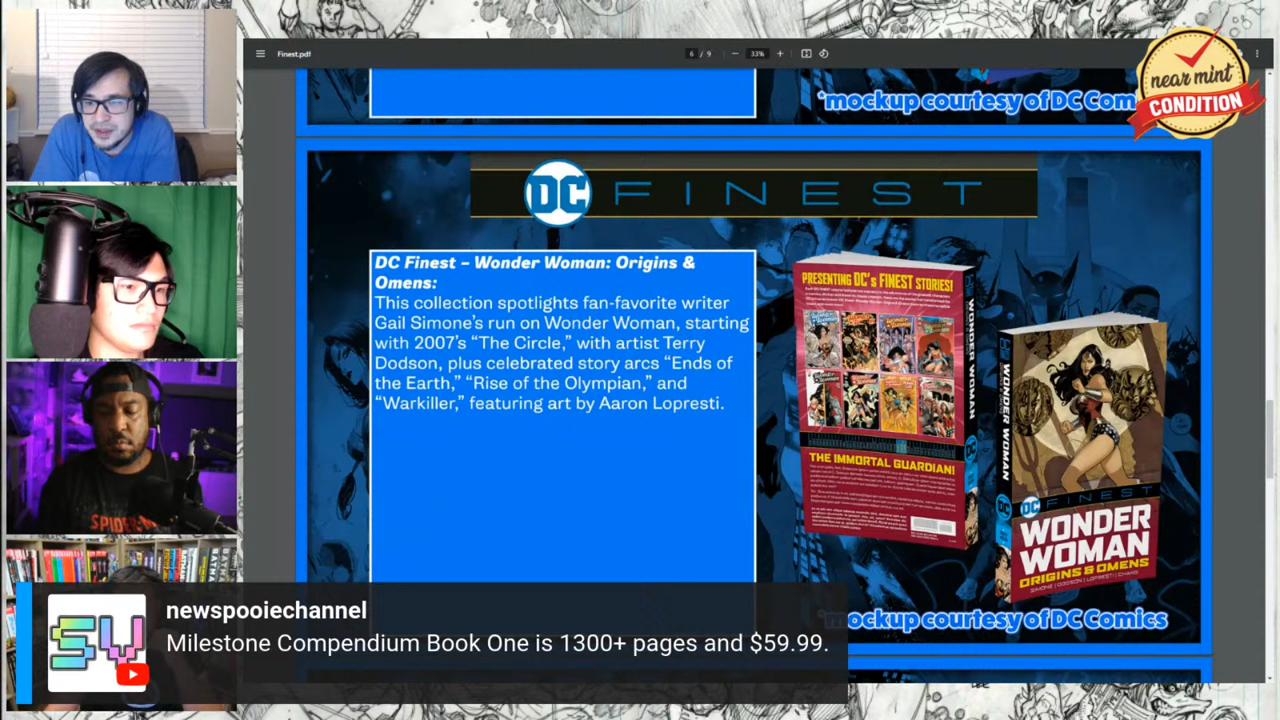 Finest.pdf
6 / 9
33%
near mint
CONDITION
*mockup courtesy of DC Com
DC FINEST
DC Finest – Wonder Woman: Origins &
Omens:
This collection spotlights fan-favorite writer
Gail Simone's run on Wonder Woman, starting
with 2007's "The Circle," with artist Terry
Dodson, plus celebrated story arcs "Ends of
the Earth," "Rise of the Olympian," and
"Warkiller," featuring art by Aaron Lopresti.
PRESENTING DC's FINEST STORIES!
WONDER WOMAN
THE IMMORTAL GUARDIAN!
WONDER WOMAN
DC FINEST
WONDER
WOMAN
ORIGINS & OMENS
SIMONE | DODSON | LOPRESTI | CHANG
ockup courtesy of DC Comics
SPIDER-M
SV
newspooiechannel
Milestone Compendium Book One is 1300+ pages and $59.99.